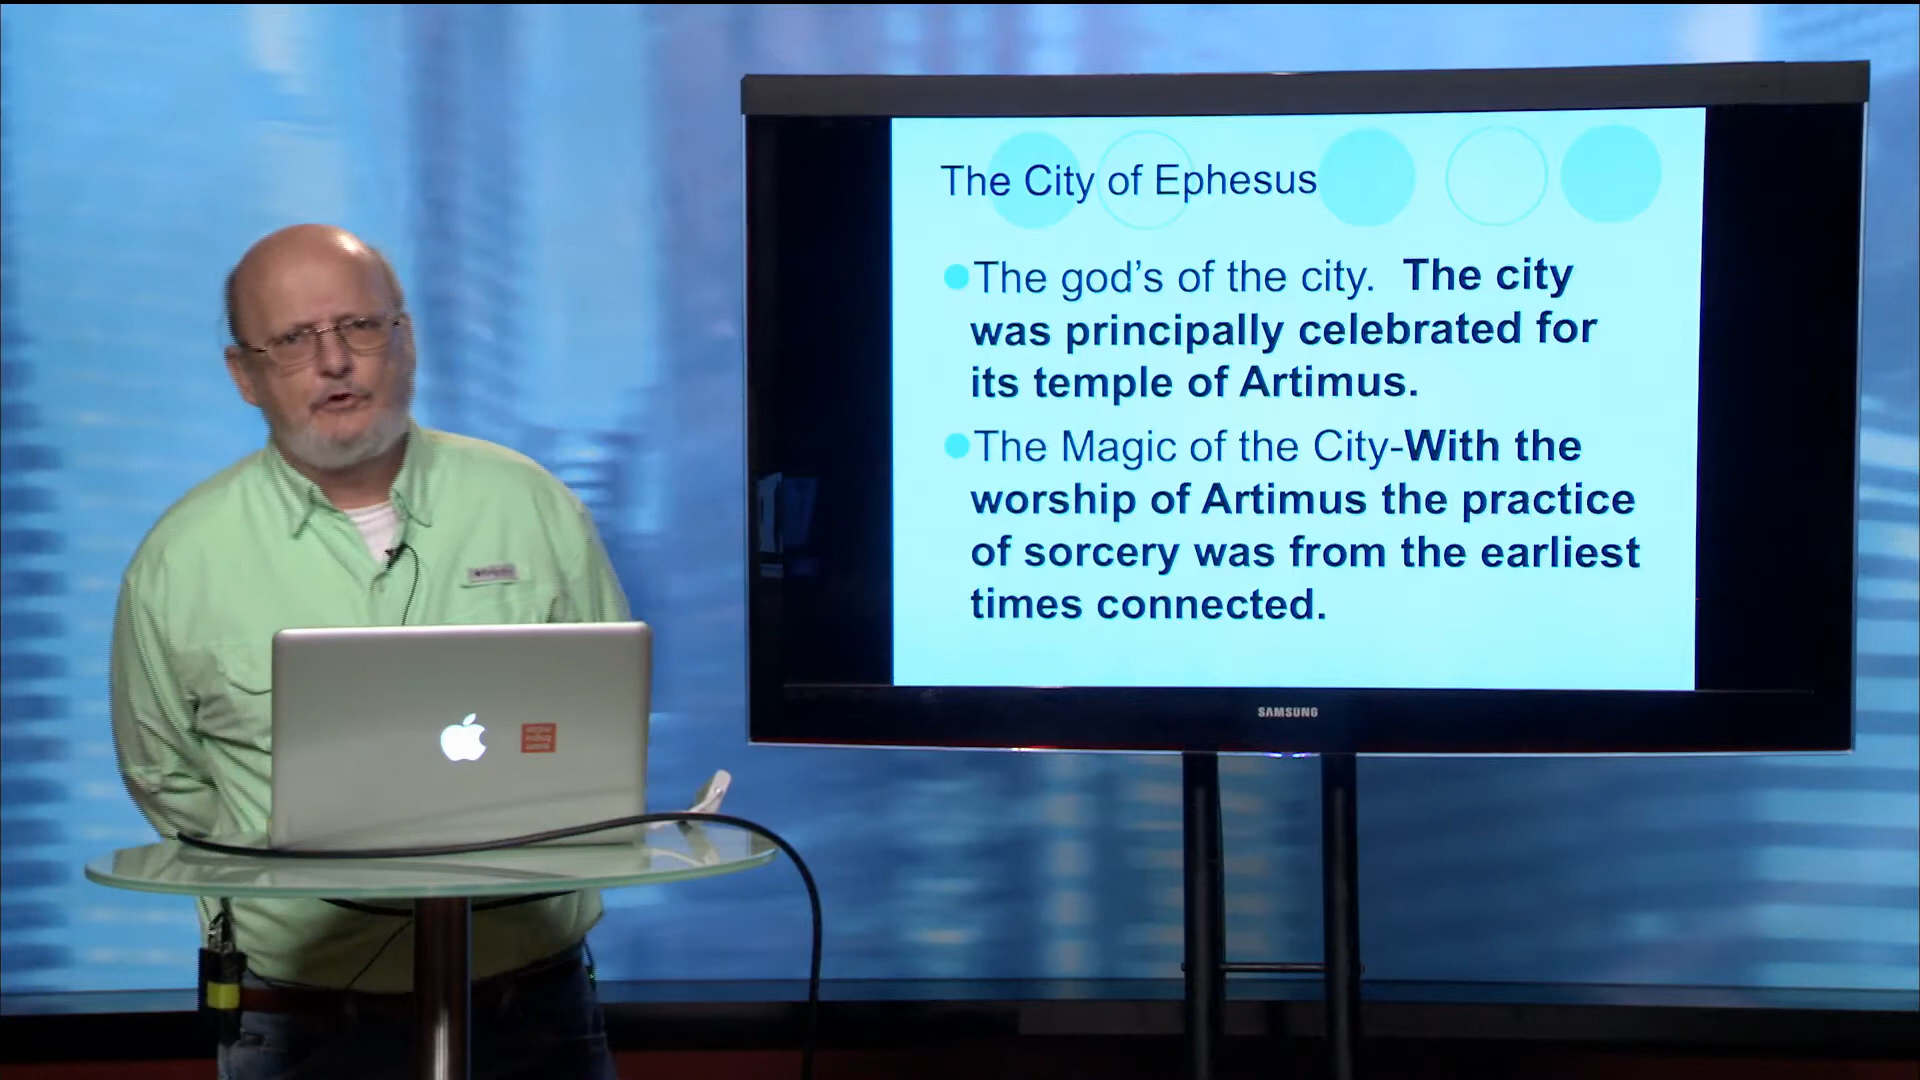 The City of Ephesus
The god's of the city. The city
was principally celebrated for
its temple of Artimus.
The Magic of the City-With the
worship of Artimus the practice
of sorcery was from the earliest
times connected.
SAMSUNG